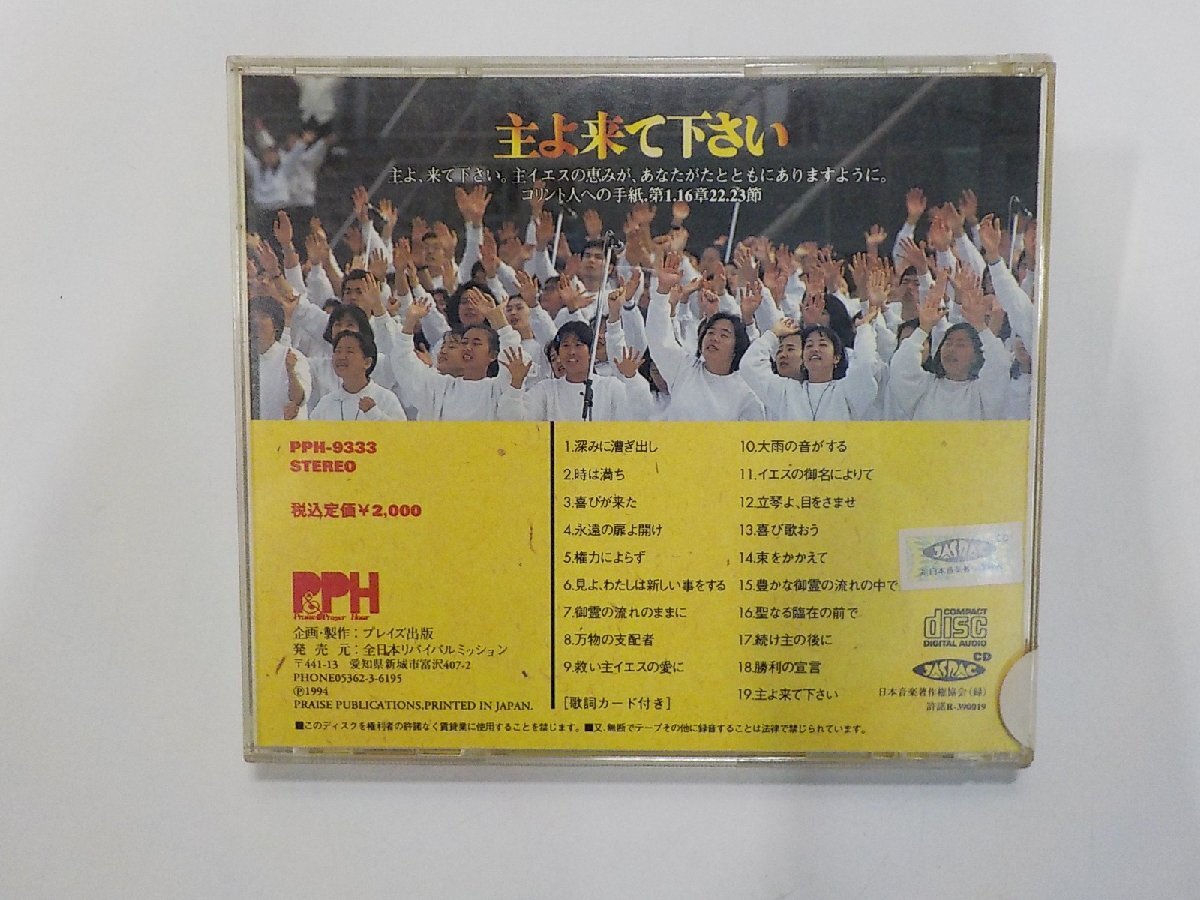 主よ来て下さい
主よ、来て下さい。主イエスの恵みが、あなたがたとともにありますように。
コリント人への手紙.第1.16章22.23節
PPH-9333
STEREO
税込定価¥2,000
P&PH
Praise & Prayer Hour
企画・製作：プレイズ出版
発売元：全日本リバイバルミッション
〒441-13 愛知県新城市富沢407-2
PHONE05362-3-6195
Ⓟ1994
PRAISE PUBLICATIONS,PRINTED IN JAPAN.
1.深みに漕ぎ出し
2.時は満ち
3.喜びが来た
4.永遠の扉よ開け
5.権力によらず
6.見よ、わたしは新しい事をする
7.御霊の流れのままに
8.万物の支配者
9.救い主イエスの愛に
[歌詞カード付き]
10.大雨の音がする
11.イエスの御名によりて
12.立琴よ、目をさませ
13.喜び歌おう
14.束をかかえて
15.豊かな御霊の流れの中で
16.聖なる臨在の前で
17.続け主の後に
18.勝利の宣言
19.主よ来て下さい
JASRAC
COMPACT
disc
DIGITAL AUDIO
CD
JASRAC
日本音楽著作権協会(録)
許諾R-390019
■このディスクを権利者の許諾なく賃貸業に使用することを禁じます。■又、無断でテープその他に録音することは法律で禁じられています。